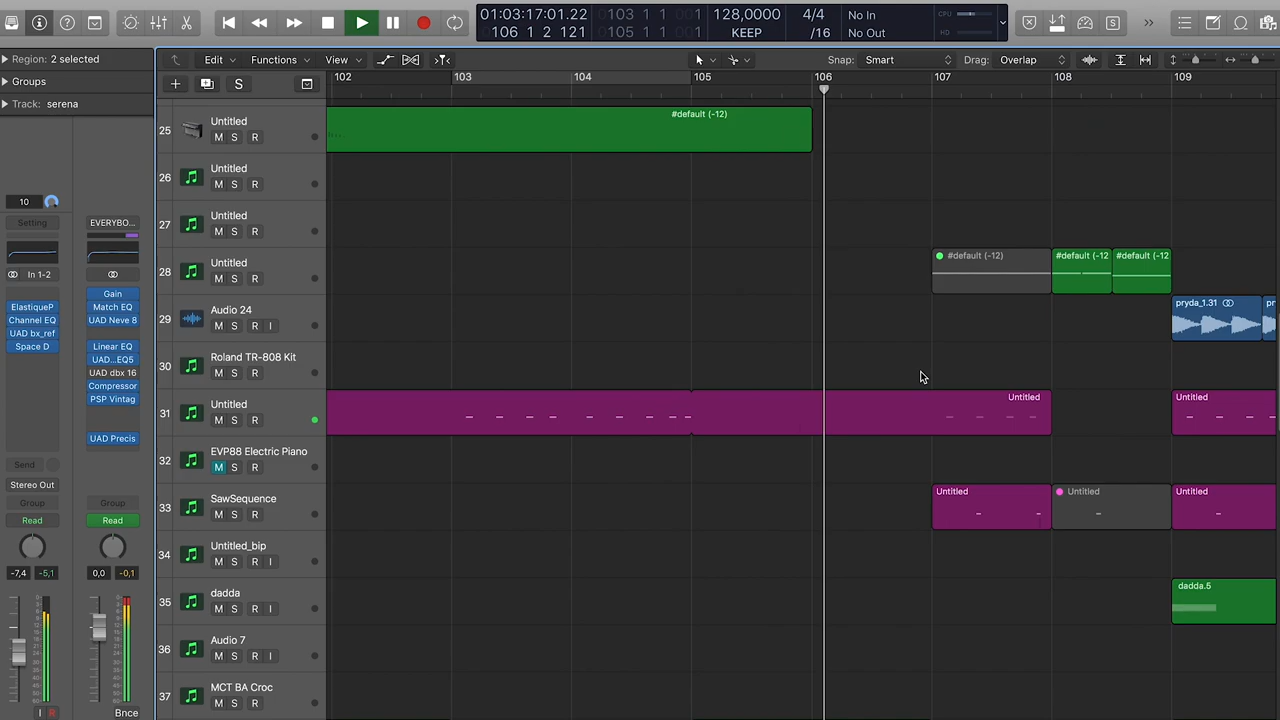 01:03:17:01.22 0103 1 1 001 128,0000 4/4 No In CPU
106 1 2 121 0105 1 1 001 KEEP /16 No Out HD
Region: 2 selected
Groups
Track: serena
Edit Functions View Snap: Smart Drag: Overlap
102 103 104 105 106 107 108 109
S
25 Untitled M S R #default (-12)
26 Untitled M S R
27 Untitled M S R
28 Untitled M S R #default (-12) #default (-12 #default (-12
29 Audio 24 M S R I pryda_1.31 pr
30 Roland TR-808 Kit M S R
31 Untitled M S R Untitled Untitled
32 EVP88 Electric Piano M S R
33 SawSequence M S R Untitled Untitled Untitled
34 Untitled_bip M S R I
35 dadda M S R I dadda.5
36 Audio 7 M S R I
37 MCT BA Croc M S R
10
Setting EVERYBO...
In 1-2
Gain
ElastiqueP Match EQ
Channel EQ UAD Neve 8
UAD bx_ref
Space D Linear EQ
UAD...EQ5
UAD dbx 16
Compressor
PSP Vintag
UAD Precis
Send
Stereo Out
Group Group
Read Read
-7,4 -5,1 0,0 -0,1
I R Bnce